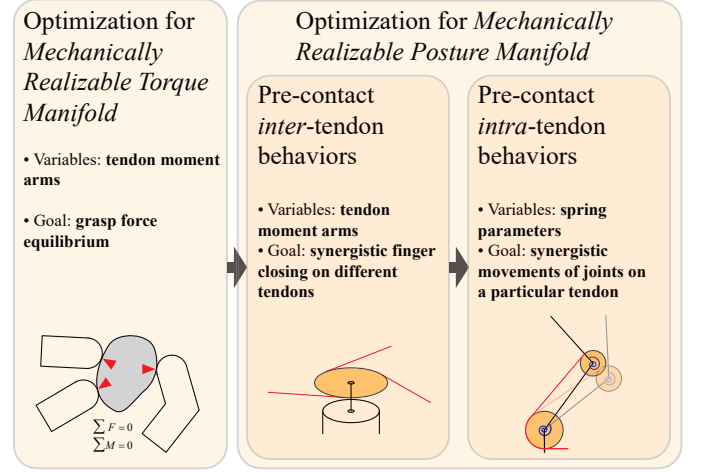 Optimization for
Mechanically
Realizable Torque
Manifold
• Variables: tendon moment
arms
• Goal: grasp force
equilibrium
∑ F = 0
∑ M = 0
Optimization for Mechanically
Realizable Posture Manifold
Pre-contact
inter-tendon
behaviors
• Variables: tendon
moment arms
• Goal: synergistic finger
closing on different
tendons
Pre-contact
intra-tendon
behaviors
• Variables: spring
parameters
• Goal: synergistic
movements of joints on
a particular tendon